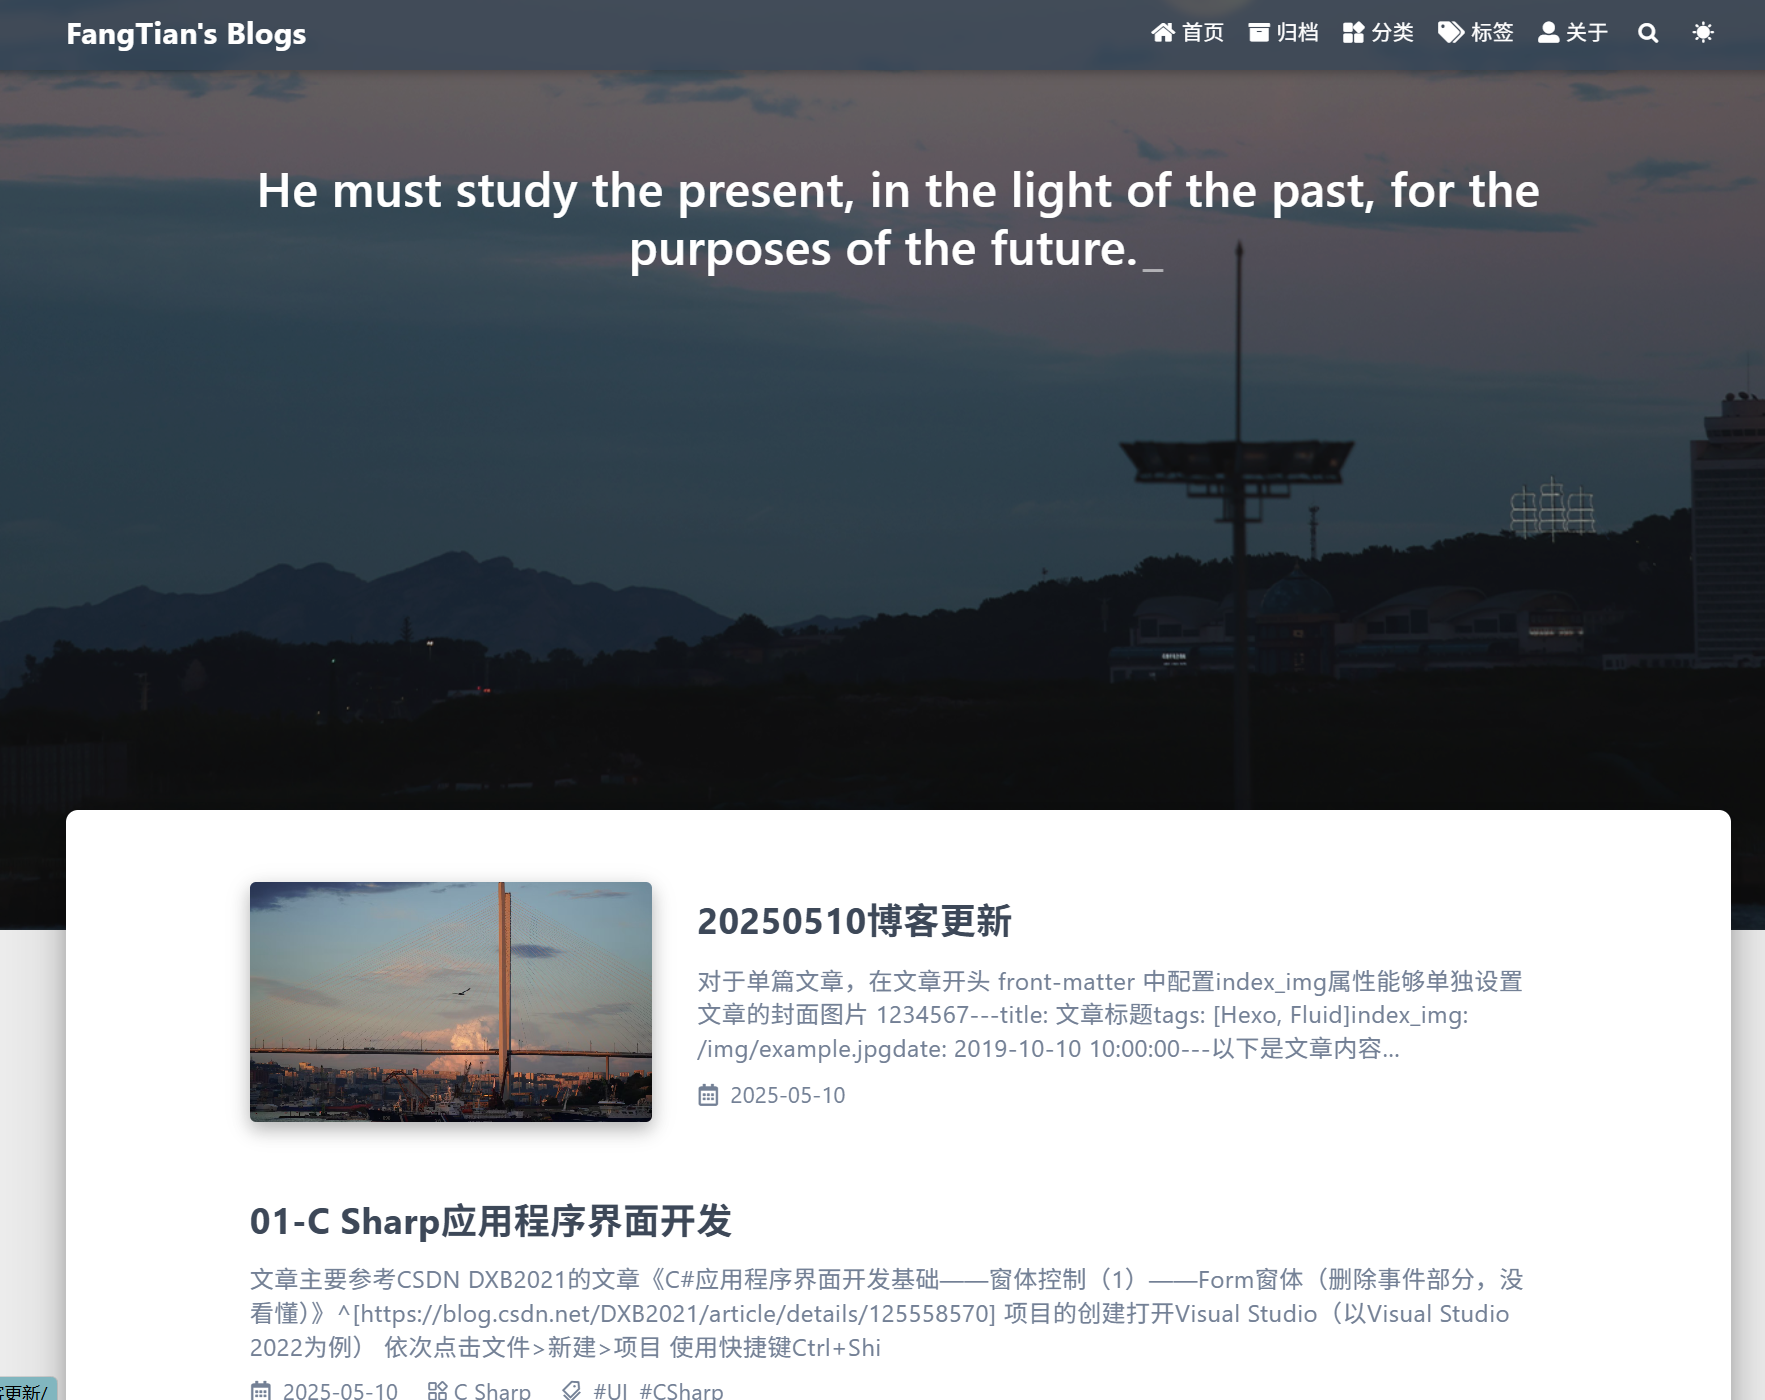 FangTian's Blogs
首页 归档 分类 标签 关于
He must study the present, in the light of the past, for the
purposes of the future._
20250510博客更新
对于单篇文章，在文章开头 front-matter 中配置index_img属性能够单独设置
文章的封面图片 1234567---title: 文章标题tags: [Hexo, Fluid]index_img:
/img/example.jpgdate: 2019-10-10 10:00:00---以下是文章内容...
2025-05-10
01-C Sharp应用程序界面开发
文章主要参考CSDN DXB2021的文章《C#应用程序界面开发基础——窗体控制（1）——Form窗体（删除事件部分，没
看懂）》^[https://blog.csdn.net/DXB2021/article/details/125558570] 项目的创建打开Visual Studio（以Visual Studio
2022为例） 依次点击文件>新建>项目 使用快捷键Ctrl+Shi
2025-05-10 C Sharp #UI #CSharp
更新/